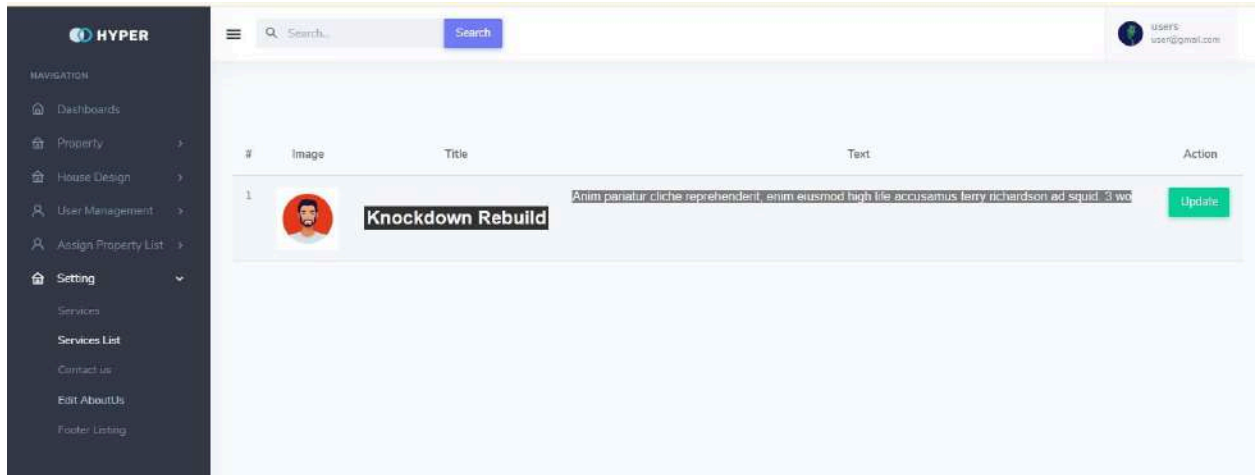 HYPER
Search...
Search
users
user@gmail.com
NAVIGATION
Dashboards
Property
House Design
User Management
Assign Property List
Setting
Services
Services List
Contact us
Edit AboutUs
Footer Listing
# Image Title Text Action
1
Knockdown Rebuild
Anim pariatur cliche reprehenderit, enim eiusmod high life accusamus terry richardson ad squid. 3 wo
Update